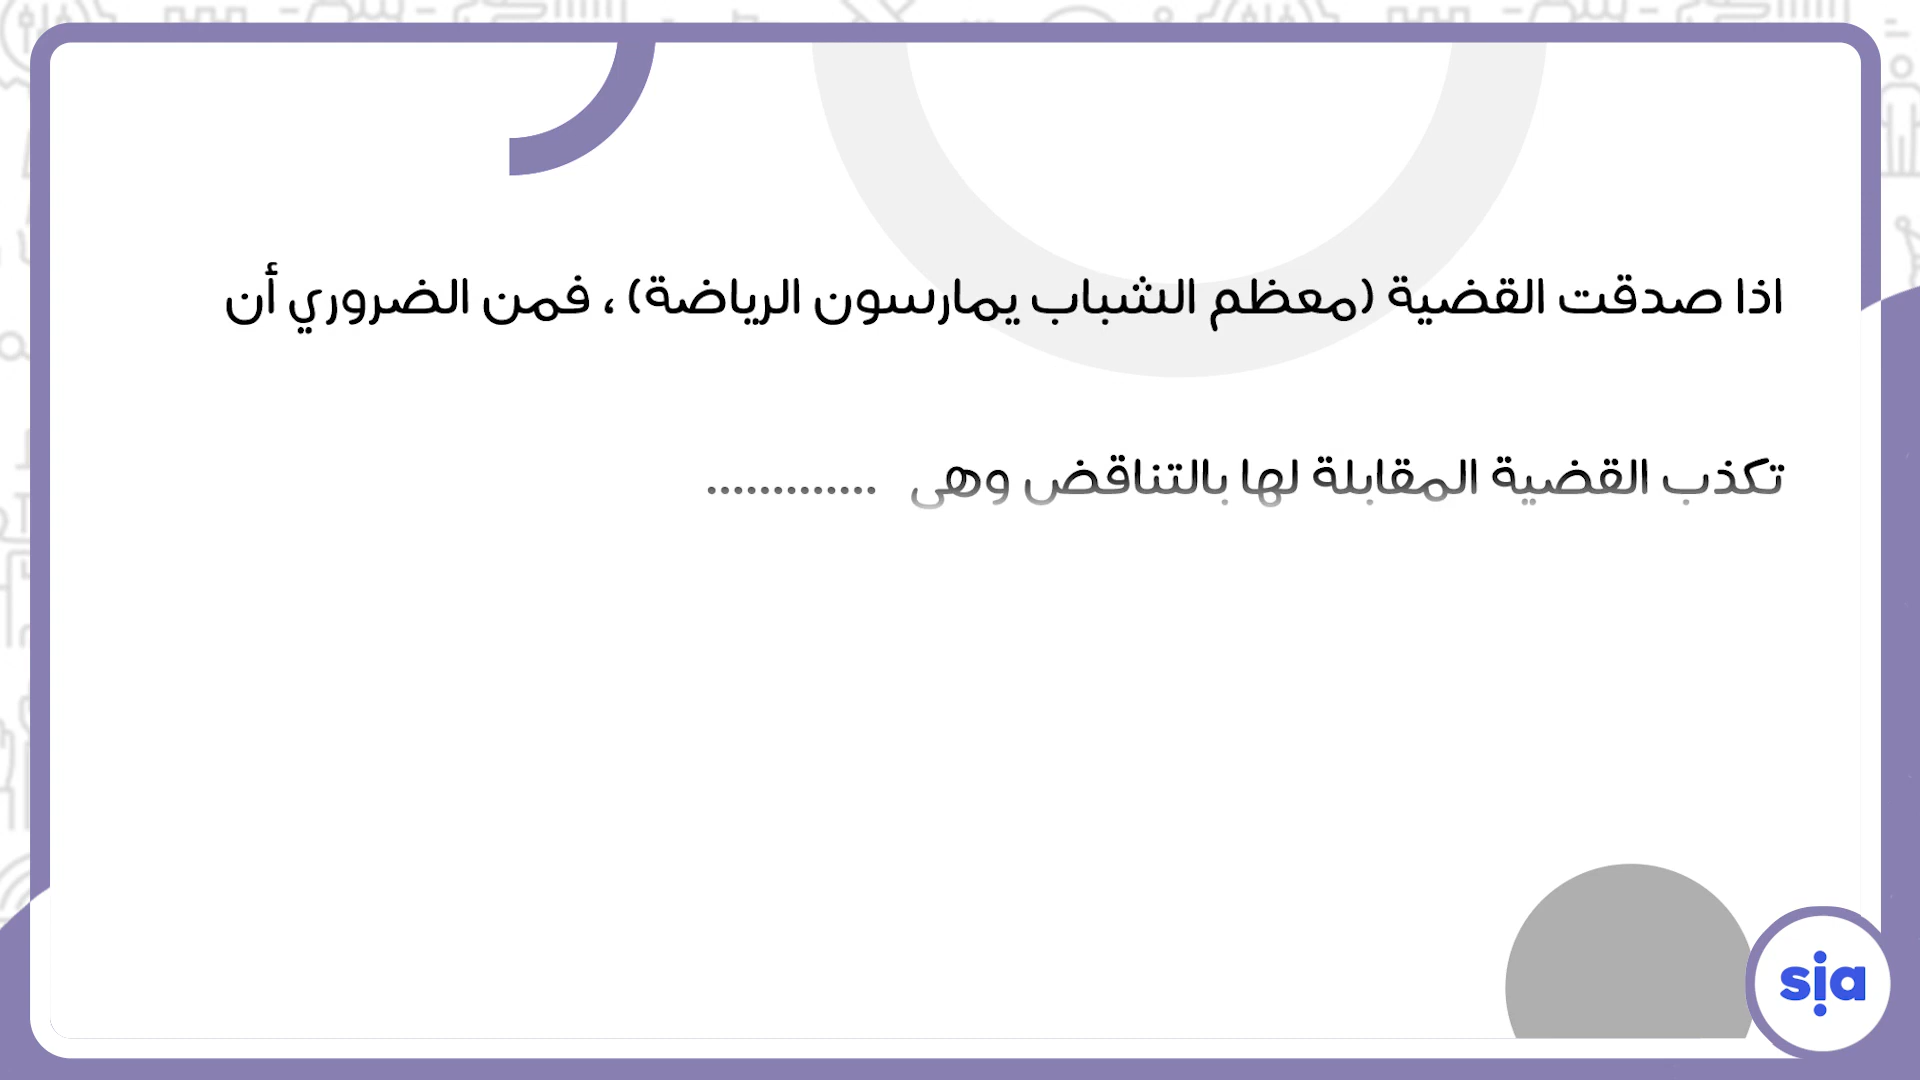 اذا صدقت القضية (معظم الشباب يمارسون الرياضة) ، فمن الضروري أن
تكذب القضية المقابلة لها بالتناقض وهى .............
sia